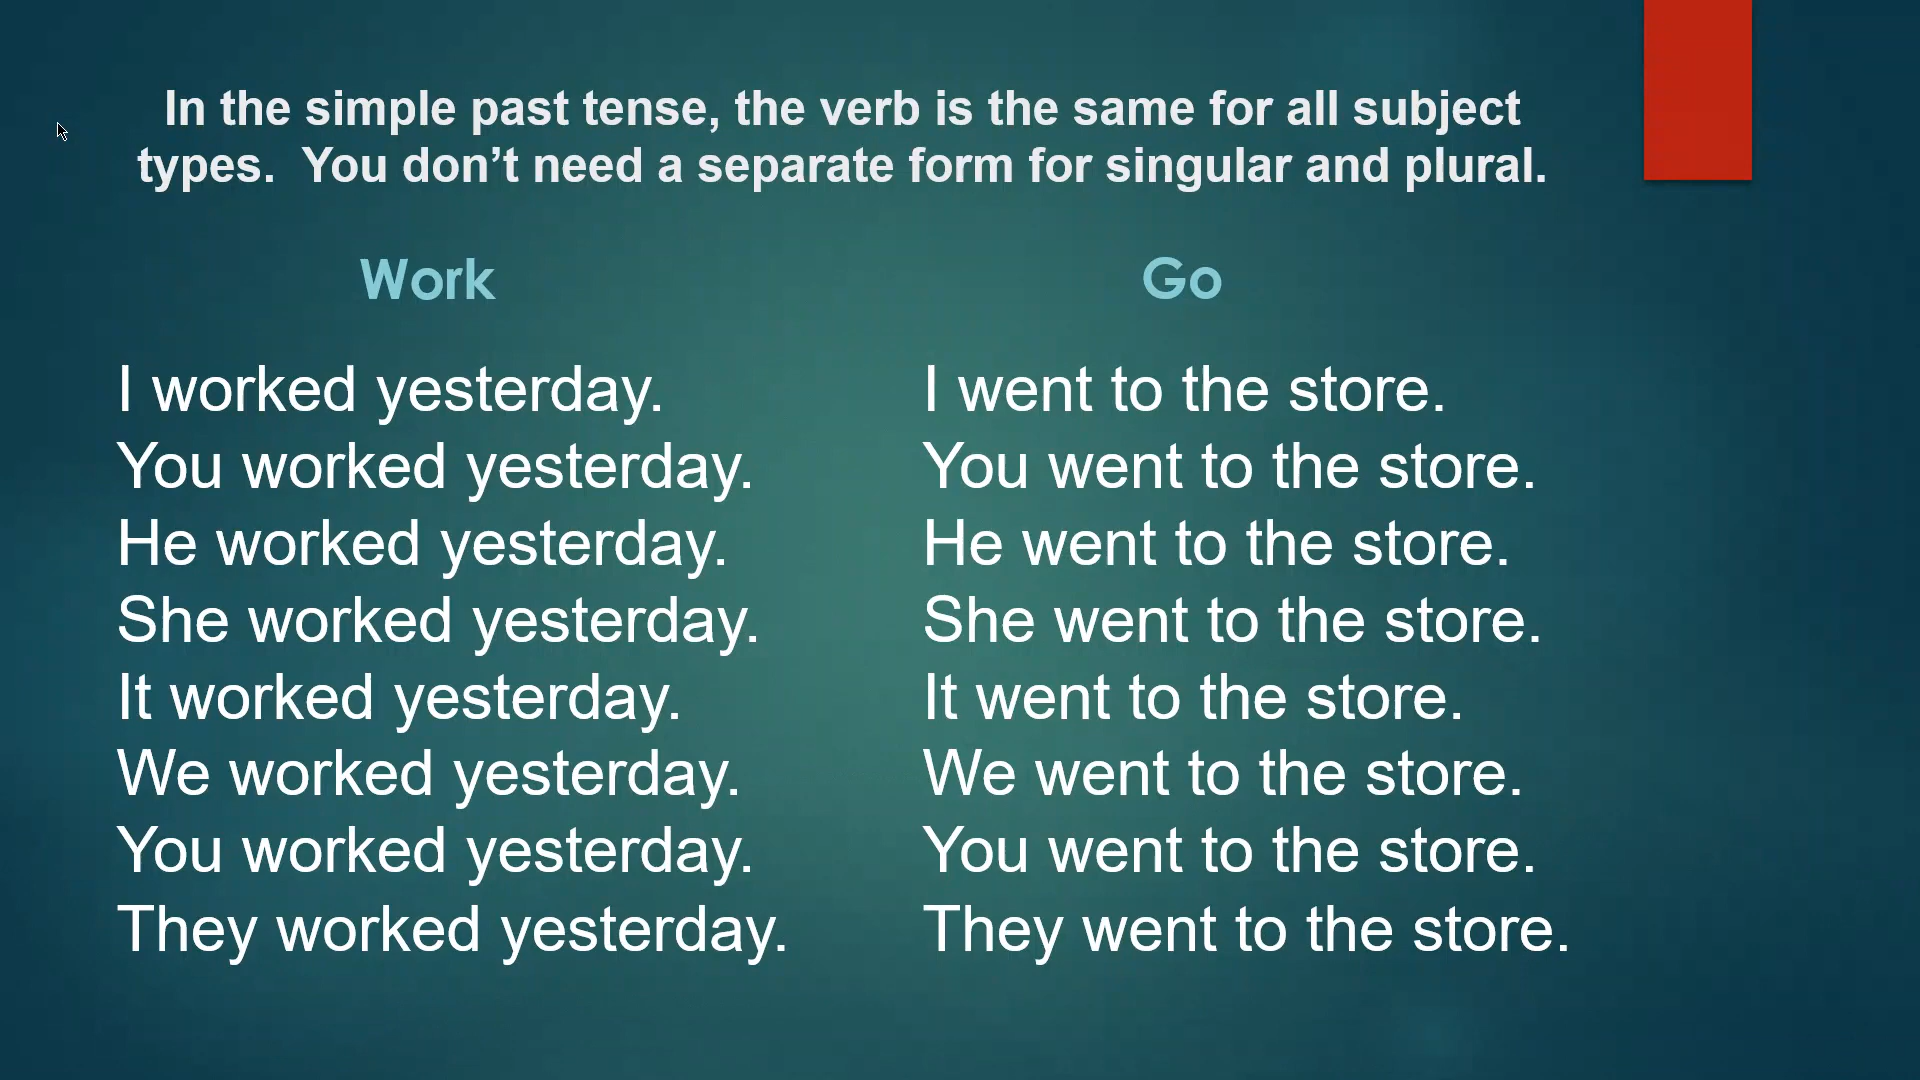 In the simple past tense, the verb is the same for all subject
types.  You don’t need a separate form for singular and plural.
Work
I worked yesterday.
You worked yesterday.
He worked yesterday.
She worked yesterday.
It worked yesterday.
We worked yesterday.
You worked yesterday.
They worked yesterday.
Go
I went to the store.
You went to the store.
He went to the store.
She went to the store.
It went to the store.
We went to the store.
You went to the store.
They went to the store.